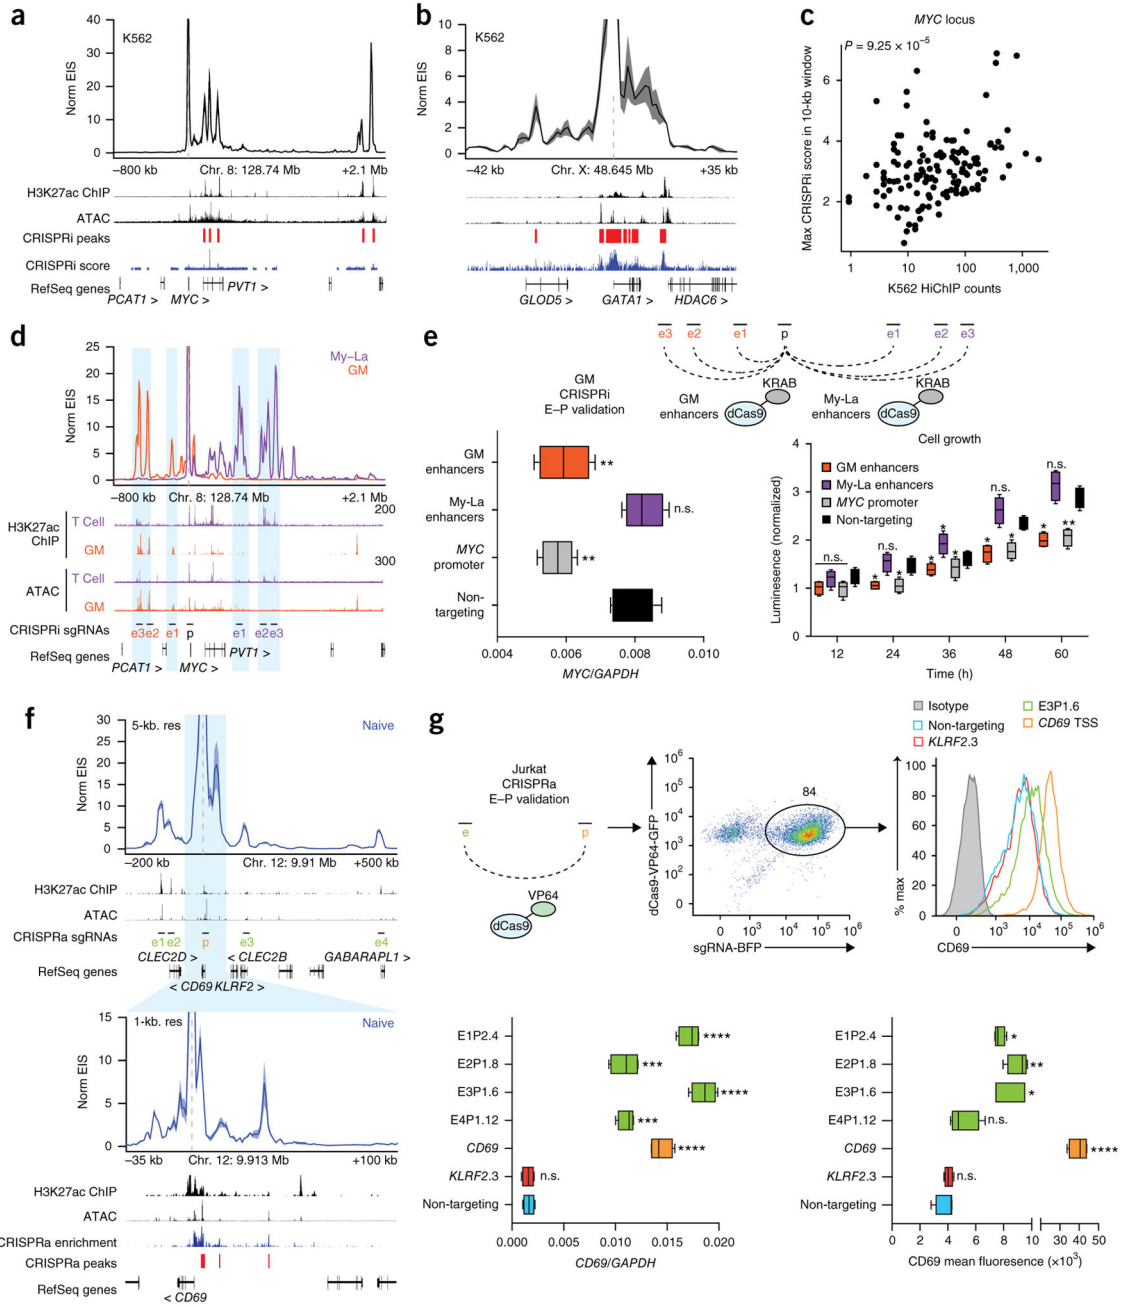 a
K562
Norm EIS
40
30
20
10
0
–800 kb
Chr. 8: 128.74 Mb
+2.1 Mb
H3K27ac ChIP
ATAC
CRISPRi peaks
CRISPRi score
RefSeq genes
PCAT1 >
MYC >
PVT1 >
b
K562
Norm EIS
10
8
6
4
2
0
–42 kb
Chr. X: 48.645 Mb
+35 kb
GLOD5 >
GATA1 >
HDAC6 >
c
MYC locus
P = 9.25 × 10–5
Max CRISPRi score in 10-kb window
6
4
2
1
10
100
1,000
K562 HiChIP counts
d
My–La
GM
Norm EIS
25
20
15
10
5
0
–800 kb
Chr. 8: 128.74 Mb
+2.1 Mb
H3K27ac
ChIP
T Cell
GM
200
ATAC
T Cell
GM
300
CRISPRi sgRNAs
e3
e2
e1
p
e1
e2
e3
RefSeq genes
PCAT1 >
MYC >
PVT1 >
e
e3
e2
e1
p
e1
e2
e3
GM
CRISPRi
E–P validation
GM
enhancers
dCas9
KRAB
My-La
enhancers
dCas9
KRAB
GM
enhancers
**
My-La
enhancers
n.s.
MYC
promoter
**
Non-
targeting
0.004
0.006
0.008
0.010
MYC/GAPDH
Cell growth
GM enhancers
My-La enhancers
MYC promoter
Non-targeting
Luminesence (normalized)
4
3
2
1
0
n.s.
n.s.
*
*
*
*
*
n.s.
*
*
n.s.
*
**
12
24
36
48
60
Time (h)
f
5-kb. res
Naive
Norm EIS
30
25
20
15
10
5
0
–200 kb
Chr. 12: 9.91 Mb
+500 kb
H3K27ac ChIP
ATAC
CRISPRa sgRNAs
e1
e2
p
e3
e4
CLEC2D >
< CLEC2B
GABARAPL1 >
RefSeq genes
< CD69 KLRF2 >
1-kb. res
Naive
Norm EIS
15
10
5
0
–35 kb
Chr. 12: 9.913 Mb
+100 kb
H3K27ac ChIP
ATAC
CRISPRa enrichment
CRISPRa peaks
RefSeq genes
< CD69
g
Jurkat
CRISPRa
E–P validation
e
p
VP64
dCas9
dCas9-VP64-GFP
106
105
104
103
102
0
84
0
103
104
105
106
sgRNA-BFP
Isotype
Non-targeting
KLRF2.3
E3P1.6
CD69 TSS
% max
100
80
60
40
20
0
0
103
104
105
106
CD69
E1P2.4
****
E2P1.8
***
E3P1.6
****
E4P1.12
***
CD69
****
KLRF2.3
n.s.
Non-targeting
0.000
0.005
0.010
0.015
0.020
CD69/GAPDH
E1P2.4
*
E2P1.8
**
E3P1.6
*
E4P1.12
n.s.
CD69
****
KLRF2.3
n.s.
Non-targeting
0
2
4
6
8
10
30
40
50
CD69 mean fluoresence (×103)